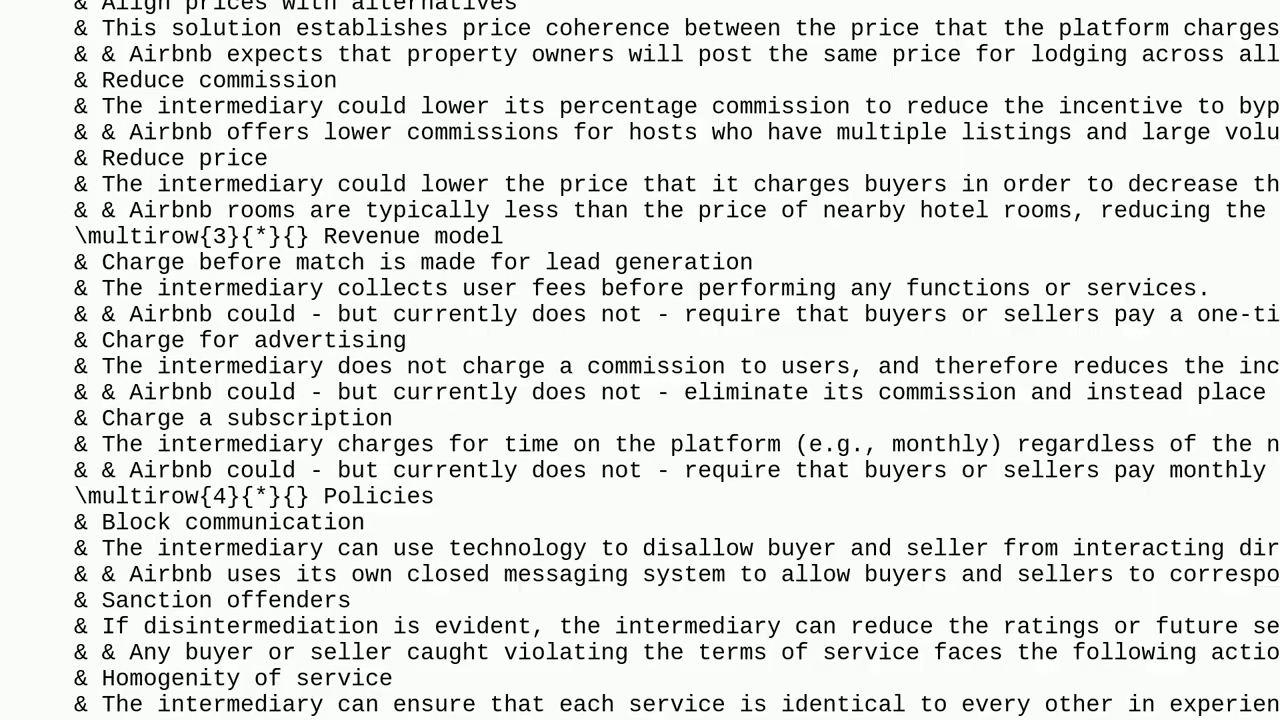 & Align prices with alternatives
& This solution establishes price coherence between the price that the platform charges
& & Airbnb expects that property owners will post the same price for lodging across all
& Reduce commission
& The intermediary could lower its percentage commission to reduce the incentive to byp
& & Airbnb offers lower commissions for hosts who have multiple listings and large volu
& Reduce price
& The intermediary could lower the price that it charges buyers in order to decrease th
& & Airbnb rooms are typically less than the price of nearby hotel rooms, reducing the
\multirow{3}{*}{} Revenue model
& Charge before match is made for lead generation
& The intermediary collects user fees before performing any functions or services.
& & Airbnb could - but currently does not - require that buyers or sellers pay a one-ti
& Charge for advertising
& The intermediary does not charge a commission to users, and therefore reduces the inc
& & Airbnb could - but currently does not - eliminate its commission and instead place
& Charge a subscription
& The intermediary charges for time on the platform (e.g., monthly) regardless of the n
& & Airbnb could - but currently does not - require that buyers or sellers pay monthly
\multirow{4}{*}{} Policies
& Block communication
& The intermediary can use technology to disallow buyer and seller from interacting dir
& & Airbnb uses its own closed messaging system to allow buyers and sellers to correspo
& Sanction offenders
& If disintermediation is evident, the intermediary can reduce the ratings or future se
& & Any buyer or seller caught violating the terms of service faces the following actio
& Homogenity of service
& The intermediary can ensure that each service is identical to every other in experien